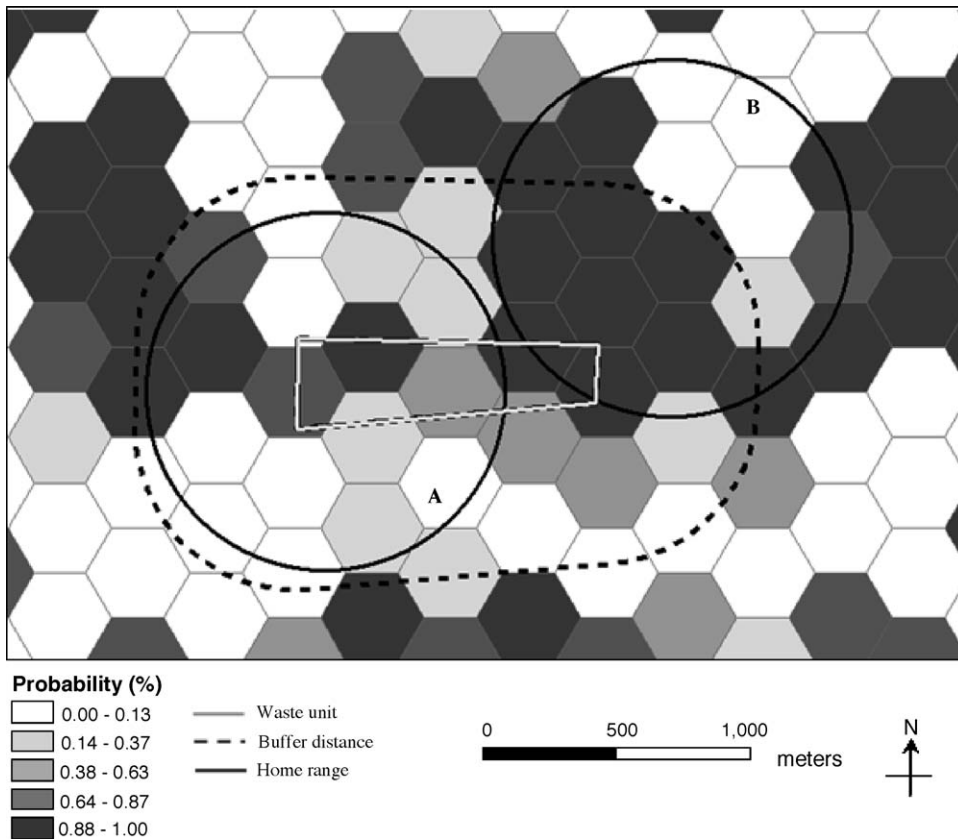 B
A
Probability (%)
0.00 - 0.13
0.14 - 0.37
0.38 - 0.63
0.64 - 0.87
0.88 - 1.00
Waste unit
Buffer distance
Home range
0 500 1,000
meters
N